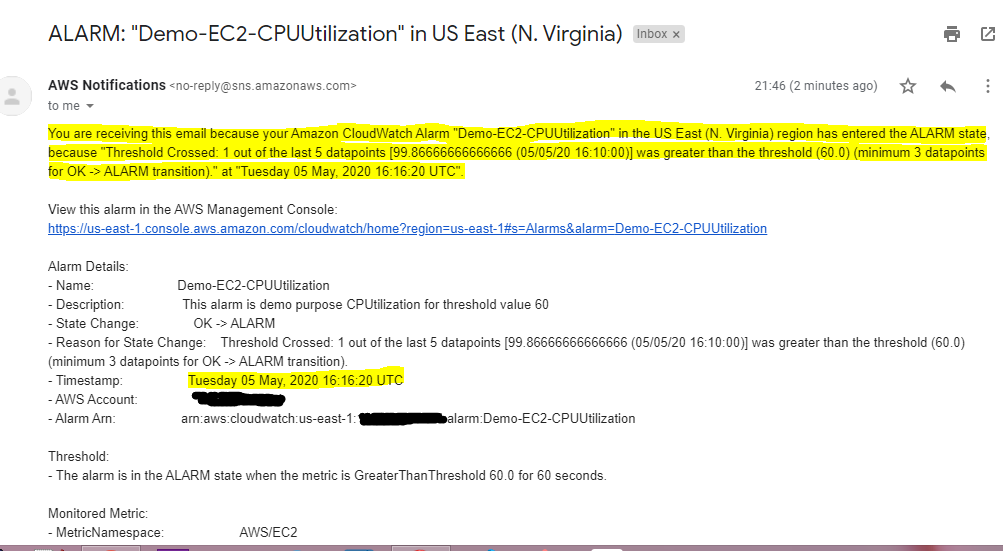 ALARM: "Demo-EC2-CPUUtilization" in US East (N. Virginia) Inbox x
AWS Notifications <no-reply@sns.amazonaws.com> 21:46 (2 minutes ago)
to me
You are receiving this email because your Amazon CloudWatch Alarm "Demo-EC2-CPUUtilization" in the US East (N. Virginia) region has entered the ALARM state,
because "Threshold Crossed: 1 out of the last 5 datapoints [99.86666666666666 (05/05/20 16:10:00)] was greater than the threshold (60.0) (minimum 3 datapoints
for OK -> ALARM transition)." at "Tuesday 05 May, 2020 16:16:20 UTC".
View this alarm in the AWS Management Console:
https://us-east-1.console.aws.amazon.com/cloudwatch/home?region=us-east-1#s=Alarms&alarm=Demo-EC2-CPUUtilization
Alarm Details:
- Name: Demo-EC2-CPUUtilization
- Description: This alarm is demo purpose CPUtilization for threshold value 60
- State Change: OK -> ALARM
- Reason for State Change: Threshold Crossed: 1 out of the last 5 datapoints [99.86666666666666 (05/05/20 16:10:00)] was greater than the threshold (60.0)
(minimum 3 datapoints for OK -> ALARM transition).
- Timestamp: Tuesday 05 May, 2020 16:16:20 UTC
- AWS Account:
- Alarm Arn: arn:aws:cloudwatch:us-east-1: alarm:Demo-EC2-CPUUtilization
Threshold:
- The alarm is in the ALARM state when the metric is GreaterThanThreshold 60.0 for 60 seconds.
Monitored Metric:
- MetricNamespace: AWS/EC2